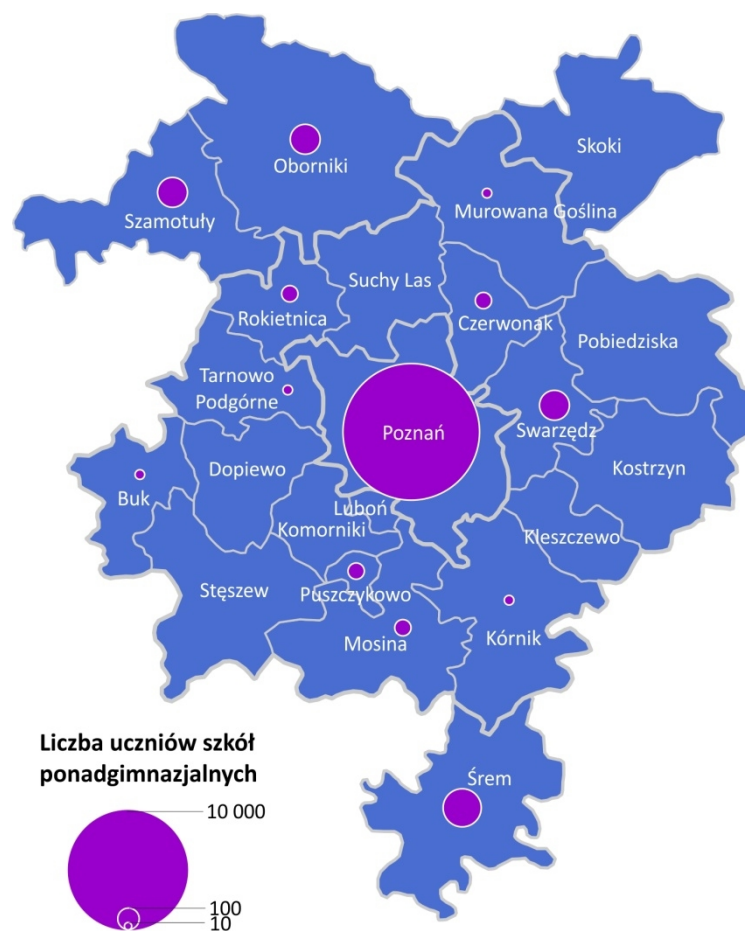 Skoki
Oborniki
Szamotuły
Murowana Goślina
Suchy Las
Rokietnica
Czerwonak
Pobiedziska
Tarnowo
Podgórne
Poznań
Swarzędz
Buk
Dopiewo
Kostrzyn
Luboń
Komorniki
Kleszczewo
Stęszew
Puszczykowo
Mosina
Kórnik
Liczba uczniów szkół
ponadgimnazjalnych
Śrem
10 000
100
10